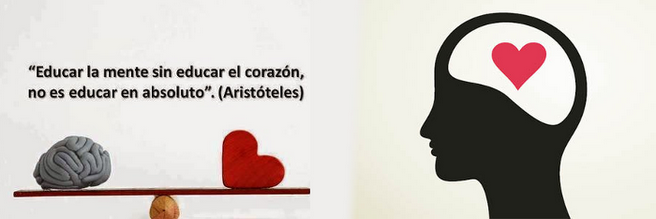 “Educar la mente sin educar el corazón,
no es educar en absoluto”. (Aristóteles)